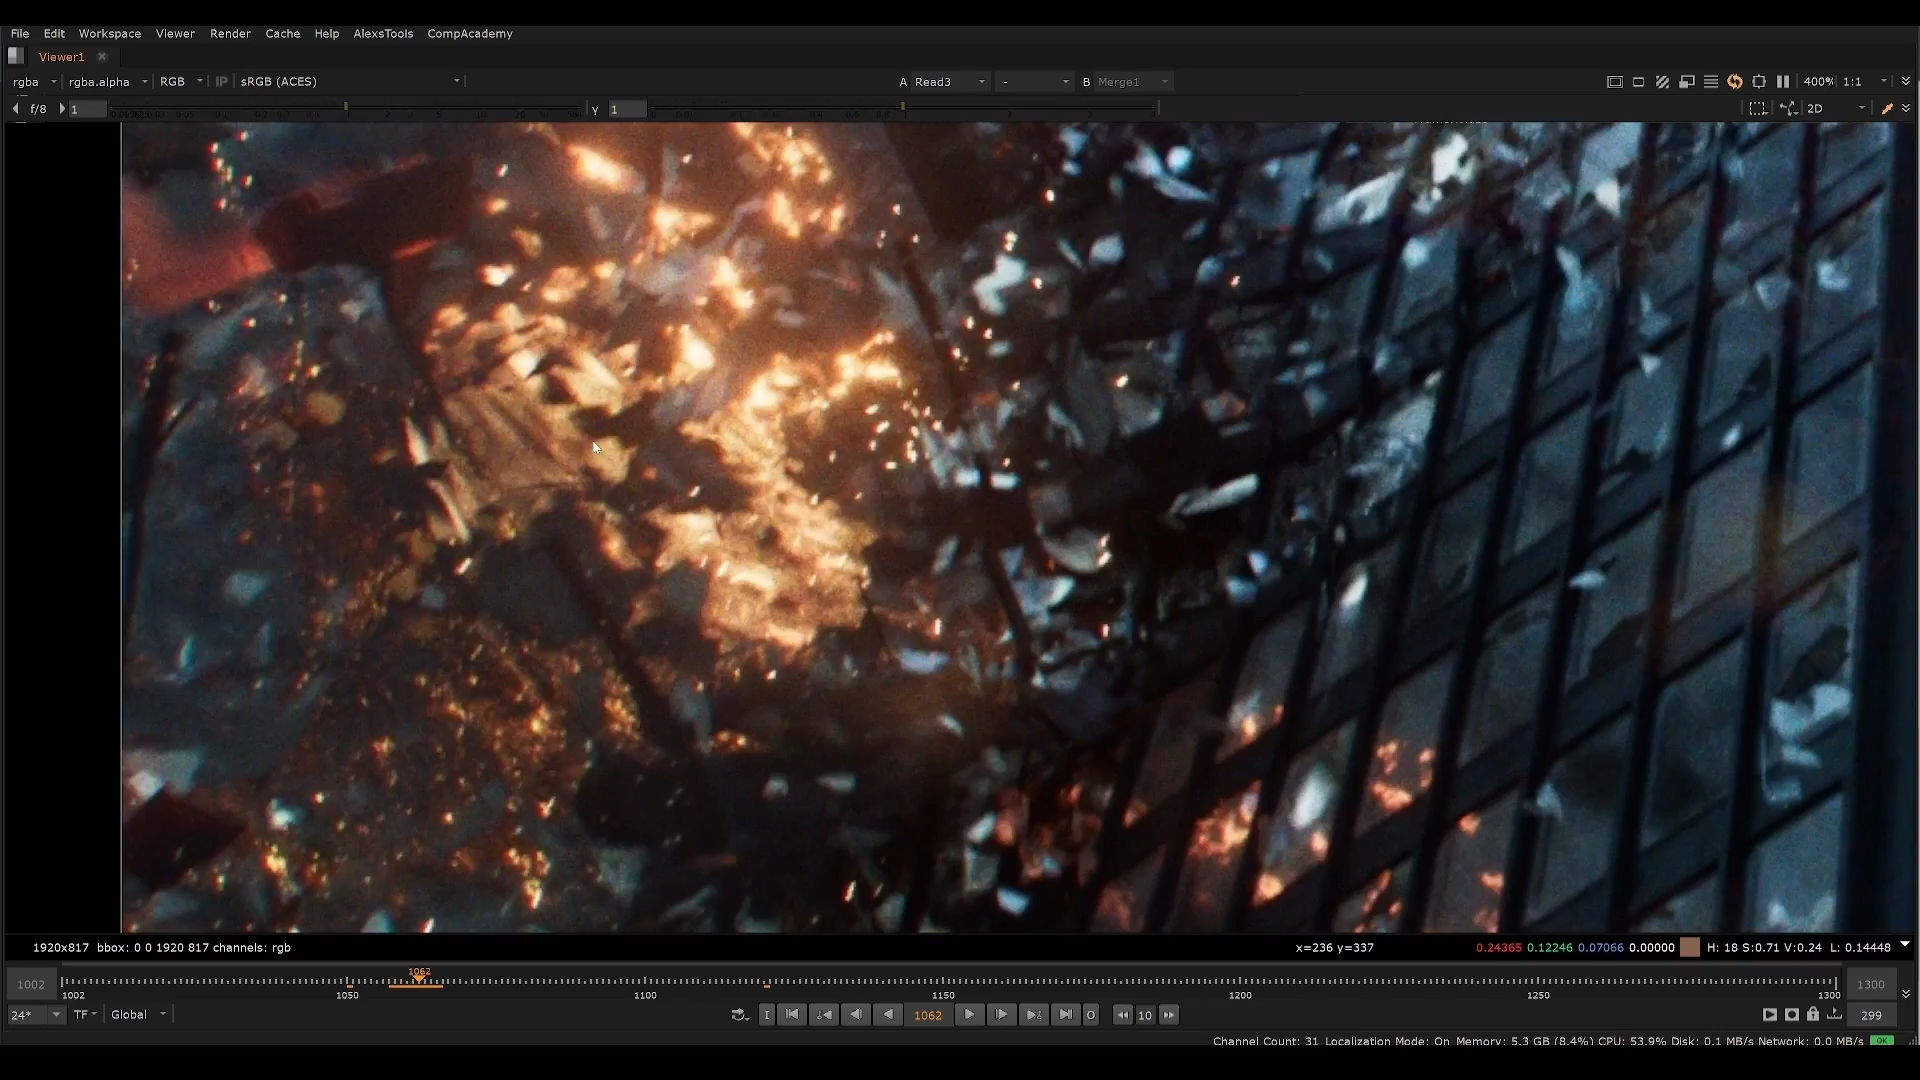 File Edit Workspace Viewer Render Cache Help AlexsTools CompAcademy
Viewer1
rgba rgba.alpha RGB IP sRGB (ACES) A Read3 - B Merge1 400% 1:1
f/8 1 Y 1 2D
1920x817 bbox: 0 0 1920 817 channels: rgb x=236 y=337 0.24365 0.12246 0.07066 0.00000 H: 18 S:0.71 V:0.24 L: 0.14448
1002 1062 1300
1002 1050 1100 1150 1200 1250 1300
24* TF Global I 1062 O 10 299
Channel Count: 31 Localization Mode: On Memory: 5.3 GB (8.4%) CPU: 53.9% Disk: 0.1 MB/s Network: 0.0 MB/s OK